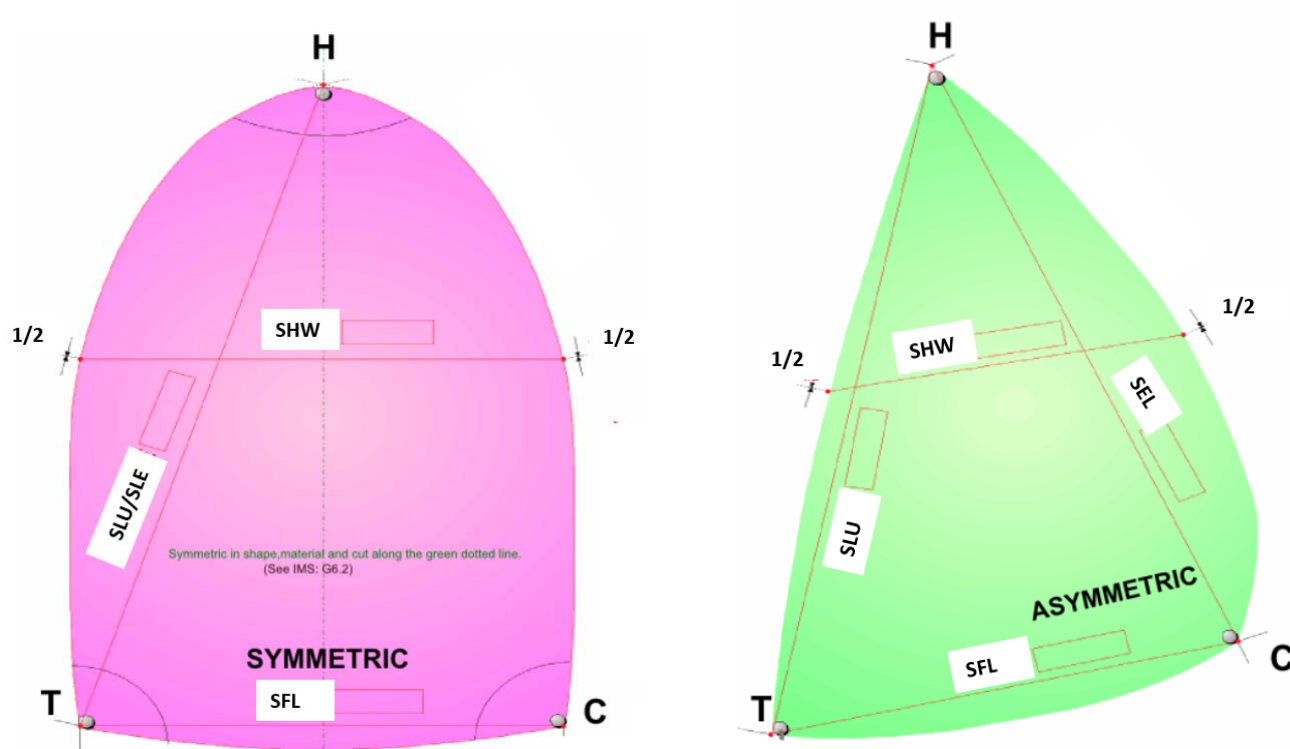 H
1/2
1/2
SHW
SLU/SLE
Symmetric in shape,material and cut along the green dotted line.
(See IMS: G6.2)
SYMMETRIC
SFL
T
C
H
1/2
1/2
SHW
SEL
SLU
ASYMMETRIC
SFL
T
C